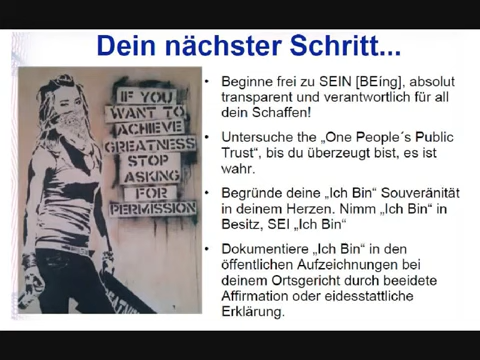 Dein nächster Schritt...
IF YOU
WANT TO
ACHIEVE
GREATNESS
STOP
ASKING
FOR
PERMISSION
• Beginne frei zu SEIN [BEing], absolut
transparent und verantwortlich für all
dein Schaffen!
• Untersuche the „One People´s Public
Trust“, bis du überzeugt bist, es ist
wahr.
• Begründe deine „Ich Bin“ Souveränität
in deinem Herzen. Nimm „Ich Bin“ in
Besitz, SEI „Ich Bin“
• Dokumentiere „Ich Bin“ in den
öffentlichen Aufzeichnungen bei
deinem Ortsgericht durch beeidete
Affirmation oder eidesstattliche
Erklärung.